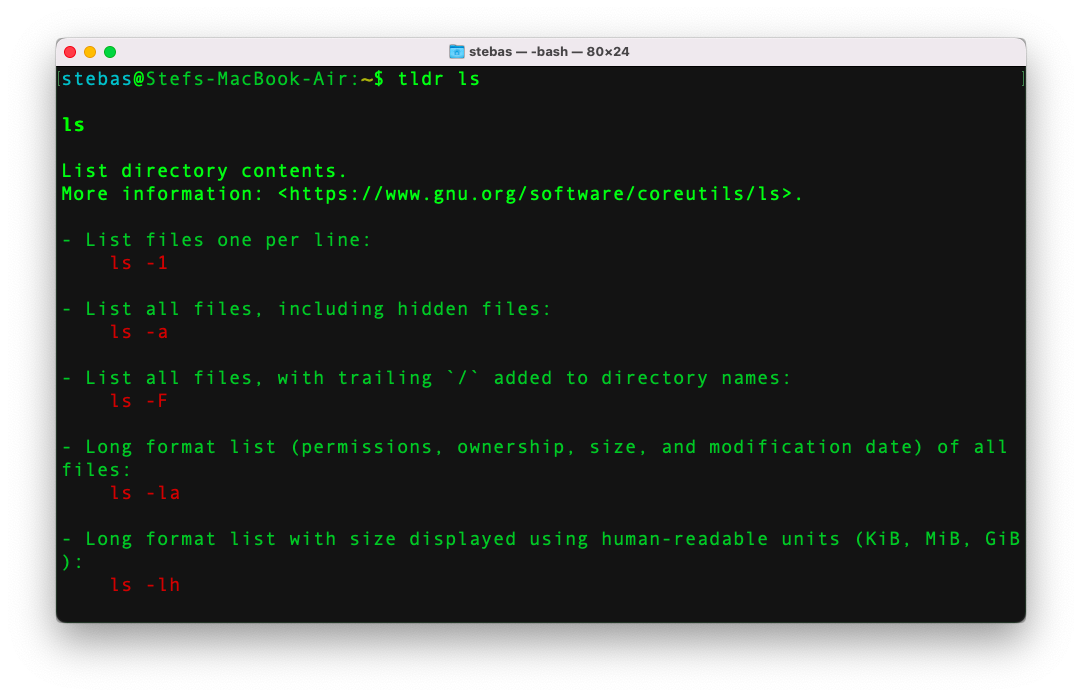 stebas — -bash — 80×24
[stebas@Stefs-MacBook-Air:~$ tldr ls ]
ls
List directory contents.
More information: <https://www.gnu.org/software/coreutils/ls>.
- List files one per line:
ls -1
- List all files, including hidden files:
ls -a
- List all files, with trailing `/` added to directory names:
ls -F
- Long format list (permissions, ownership, size, and modification date) of all
files:
ls -la
- Long format list with size displayed using human-readable units (KiB, MiB, GiB
):
ls -lh